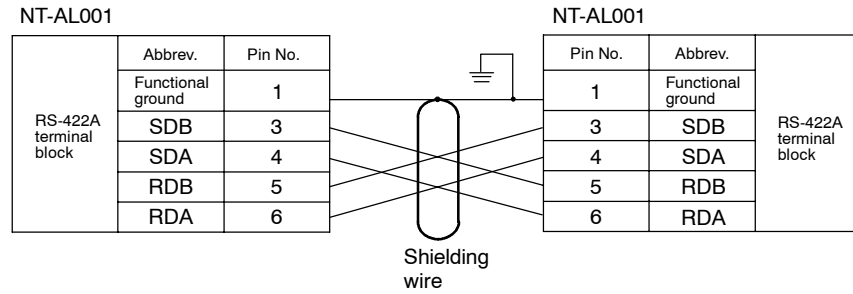 NT-AL001 NT-AL001
Abbrev. Pin No. Pin No. Abbrev.
Functional ground 1 1 Functional ground
RS-422A terminal block SDB 3 3 SDB RS-422A terminal block
SDA 4 4 SDA
RDB 5 5 RDB
RDA 6 6 RDA
Shielding
wire